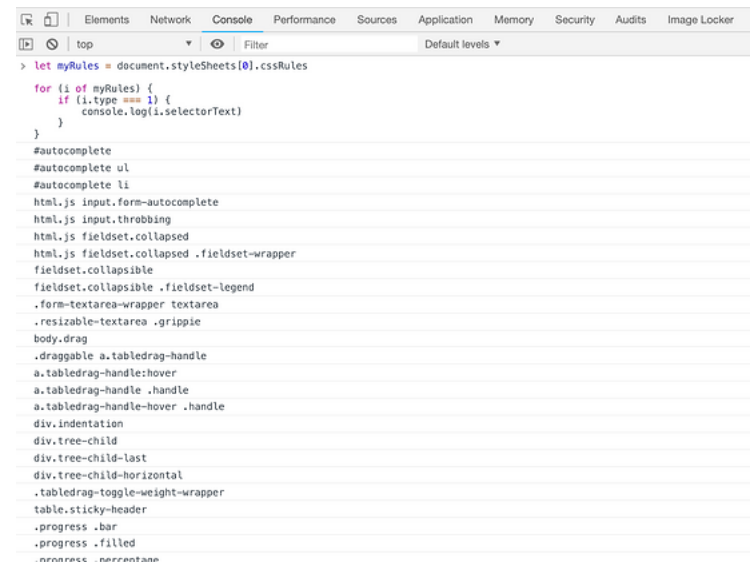 Elements Network Console Performance Sources Application Memory Security Audits Image Locker
top ▼ Filter Default levels ▼
> let myRules = document.styleSheets[0].cssRules
for (i of myRules) {
    if (i.type === 1) {
        console.log(i.selectorText)
    }
}
#autocomplete
#autocomplete ul
#autocomplete li
html.js input.form-autocomplete
html.js input.throbbing
html.js fieldset.collapsed
html.js fieldset.collapsed .fieldset-wrapper
fieldset.collapsible
fieldset.collapsible .fieldset-legend
.form-textarea-wrapper textarea
.resizable-textarea .grippie
body.drag
.draggable a.tabledrag-handle
a.tabledrag-handle:hover
a.tabledrag-handle .handle
a.tabledrag-handle-hover .handle
div.indentation
div.tree-child
div.tree-child-last
div.tree-child-horizontal
.tabledrag-toggle-weight-wrapper
table.sticky-header
.progress .bar
.progress .filled
.progress .percentage